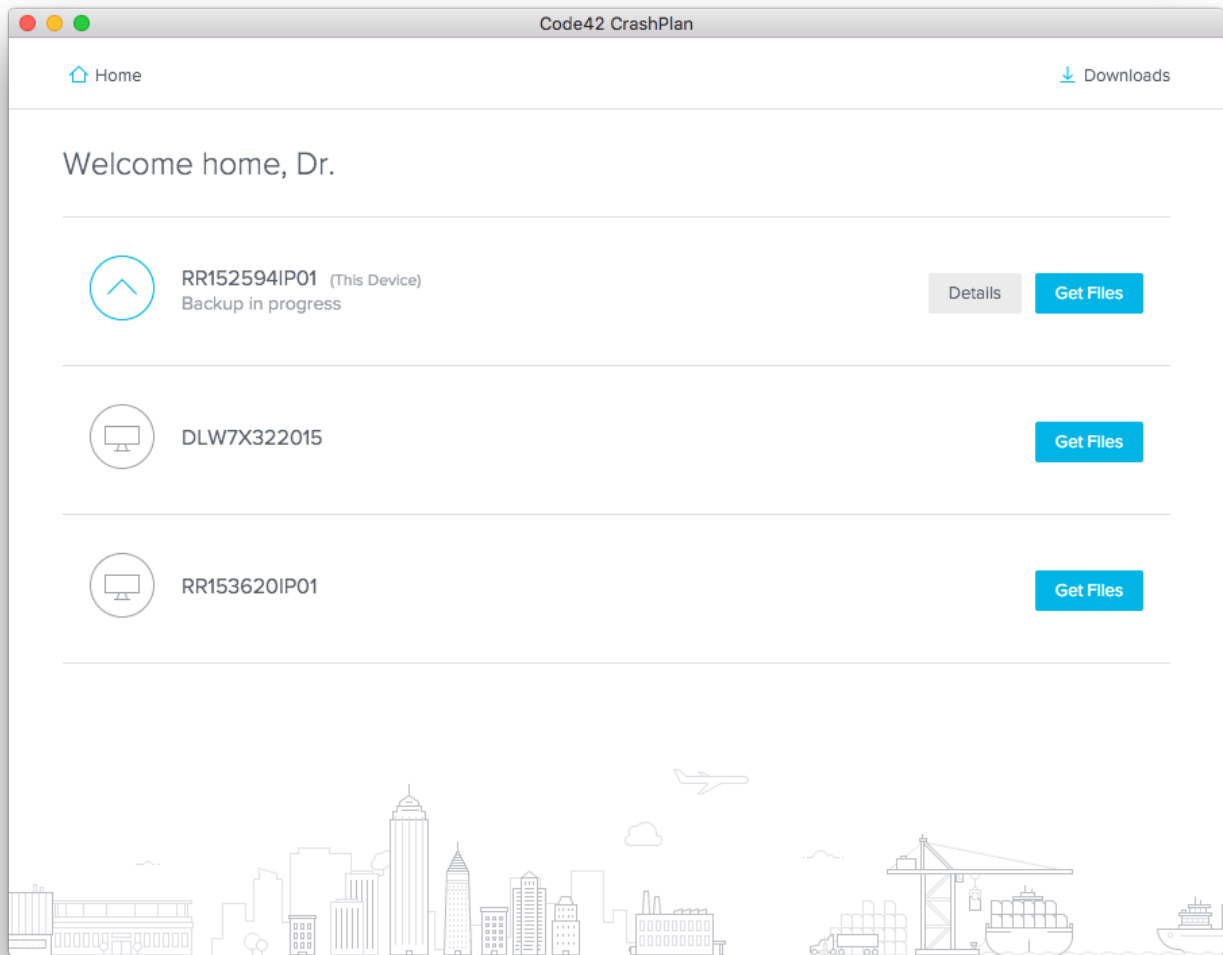 Code42 CrashPlan
Home
Downloads
Welcome home, Dr.
RR152594IP01 (This Device)
Backup in progress
Details
Get FIles
DLW7X322015
Get FIles
RR153620IP01
Get FIles